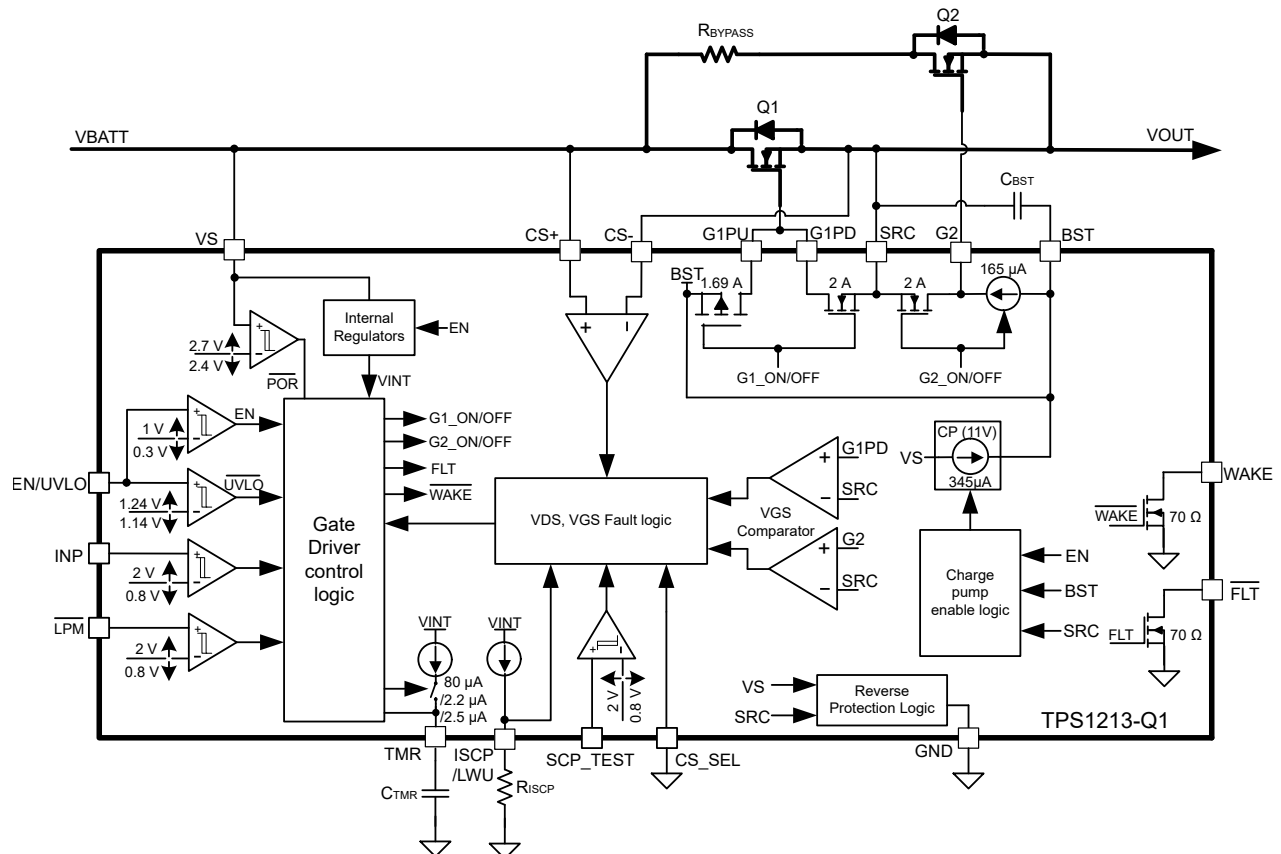 Q2
RBYPASS
Q1
VBATT
VOUT
CBST
VS
CS+
CS-
G1PU
G1PD
SRC
G2
BST
165 µA
BST
1.69 A
2 A
2 A
Internal
Regulators
EN
2.7 V
2.4 V
POR
VINT
G1_ON/OFF
G2_ON/OFF
EN
1 V
0.3 V
G1_ON/OFF
G2_ON/OFF
FLT
WAKE
CP (11V)
VS
345µA
G1PD
SRC
EN/UVLO
UVLO
1.24 V
1.14 V
Gate
Driver
control
logic
VDS, VGS Fault logic
VGS
Comparator
G2
SRC
WAKE
WAKE
70 Ω
INP
2 V
0.8 V
Charge
pump
enable logic
EN
BST
SRC
FLT
FLT
70 Ω
LPM
2 V
0.8 V
VINT
VINT
80 µA
/2.2 µA
/2.5 µA
2 V
0.8 V
VS
SRC
Reverse
Protection Logic
TPS1213-Q1
TMR
ISCP
/LWU
SCP_TEST
CS_SEL
GND
CTMR
RISCP